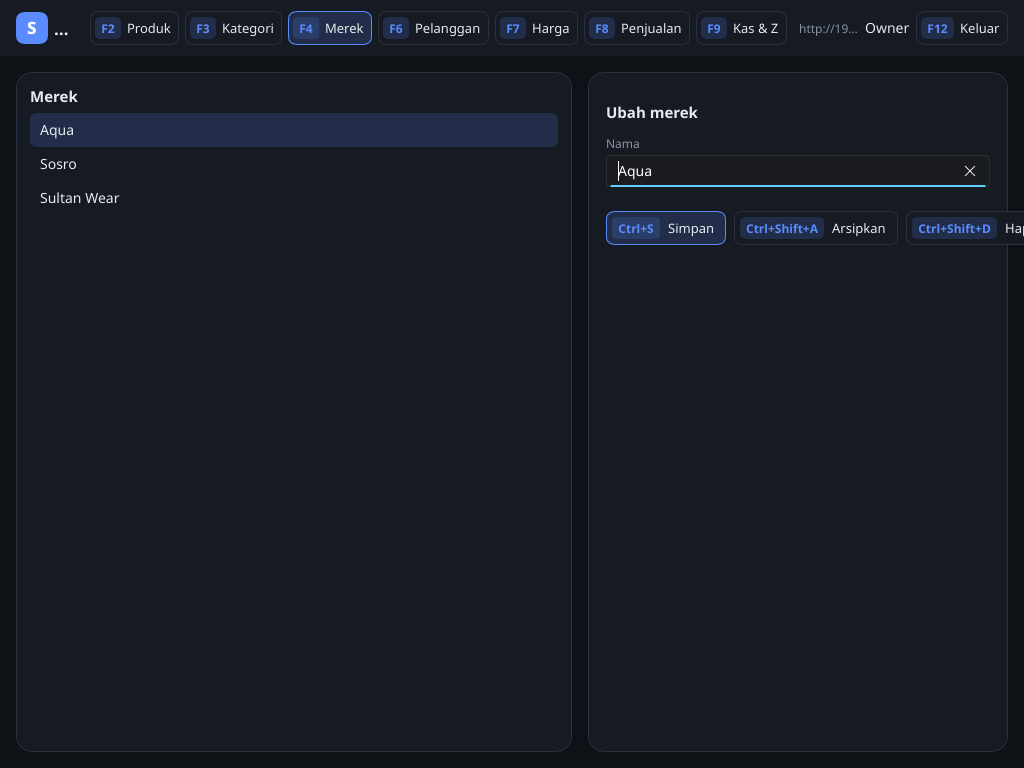 S ...
F2 Produk
F3 Kategori
F4 Merek
F6 Pelanggan
F7 Harga
F8 Penjualan
F9 Kas & Z
http://19...
Owner
F12 Keluar
Merek
Aqua
Sosro
Sultan Wear
Ubah merek
Nama
Aqua
Ctrl+S Simpan
Ctrl+Shift+A Arsipkan
Ctrl+Shift+D